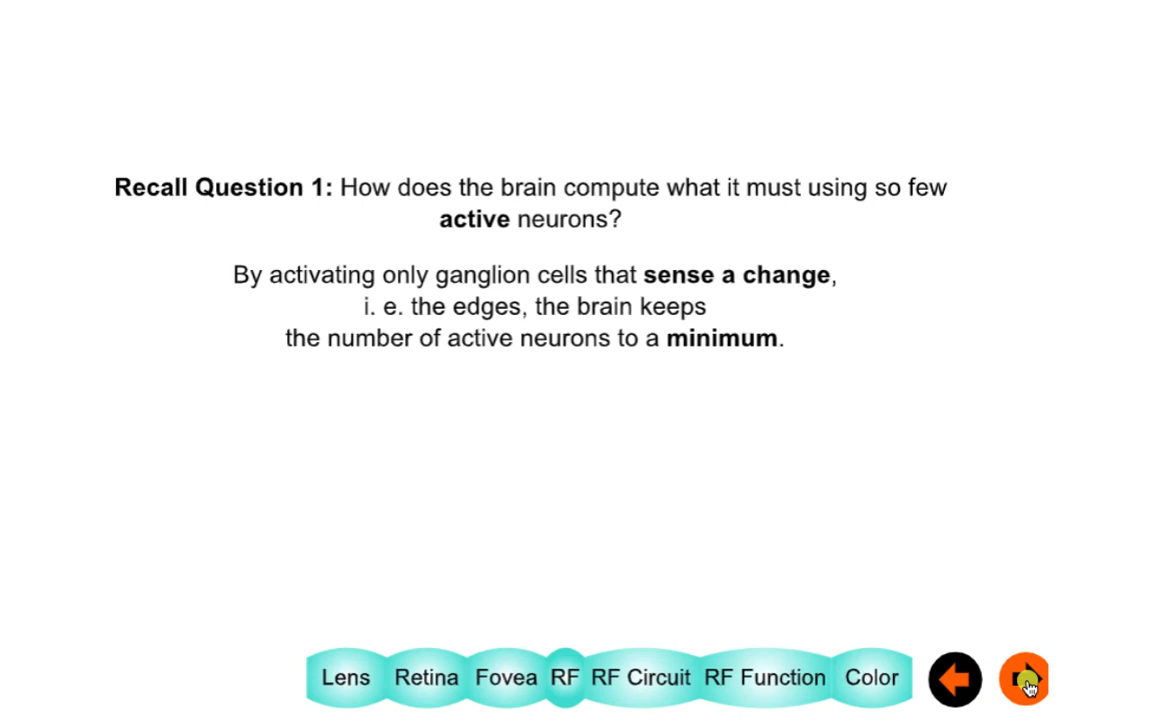 Recall Question 1: How does the brain compute what it must using so few
active neurons?
By activating only ganglion cells that sense a change,
i. e. the edges, the brain keeps
the number of active neurons to a minimum.
Lens Retina Fovea RF RF Circuit RF Function Color